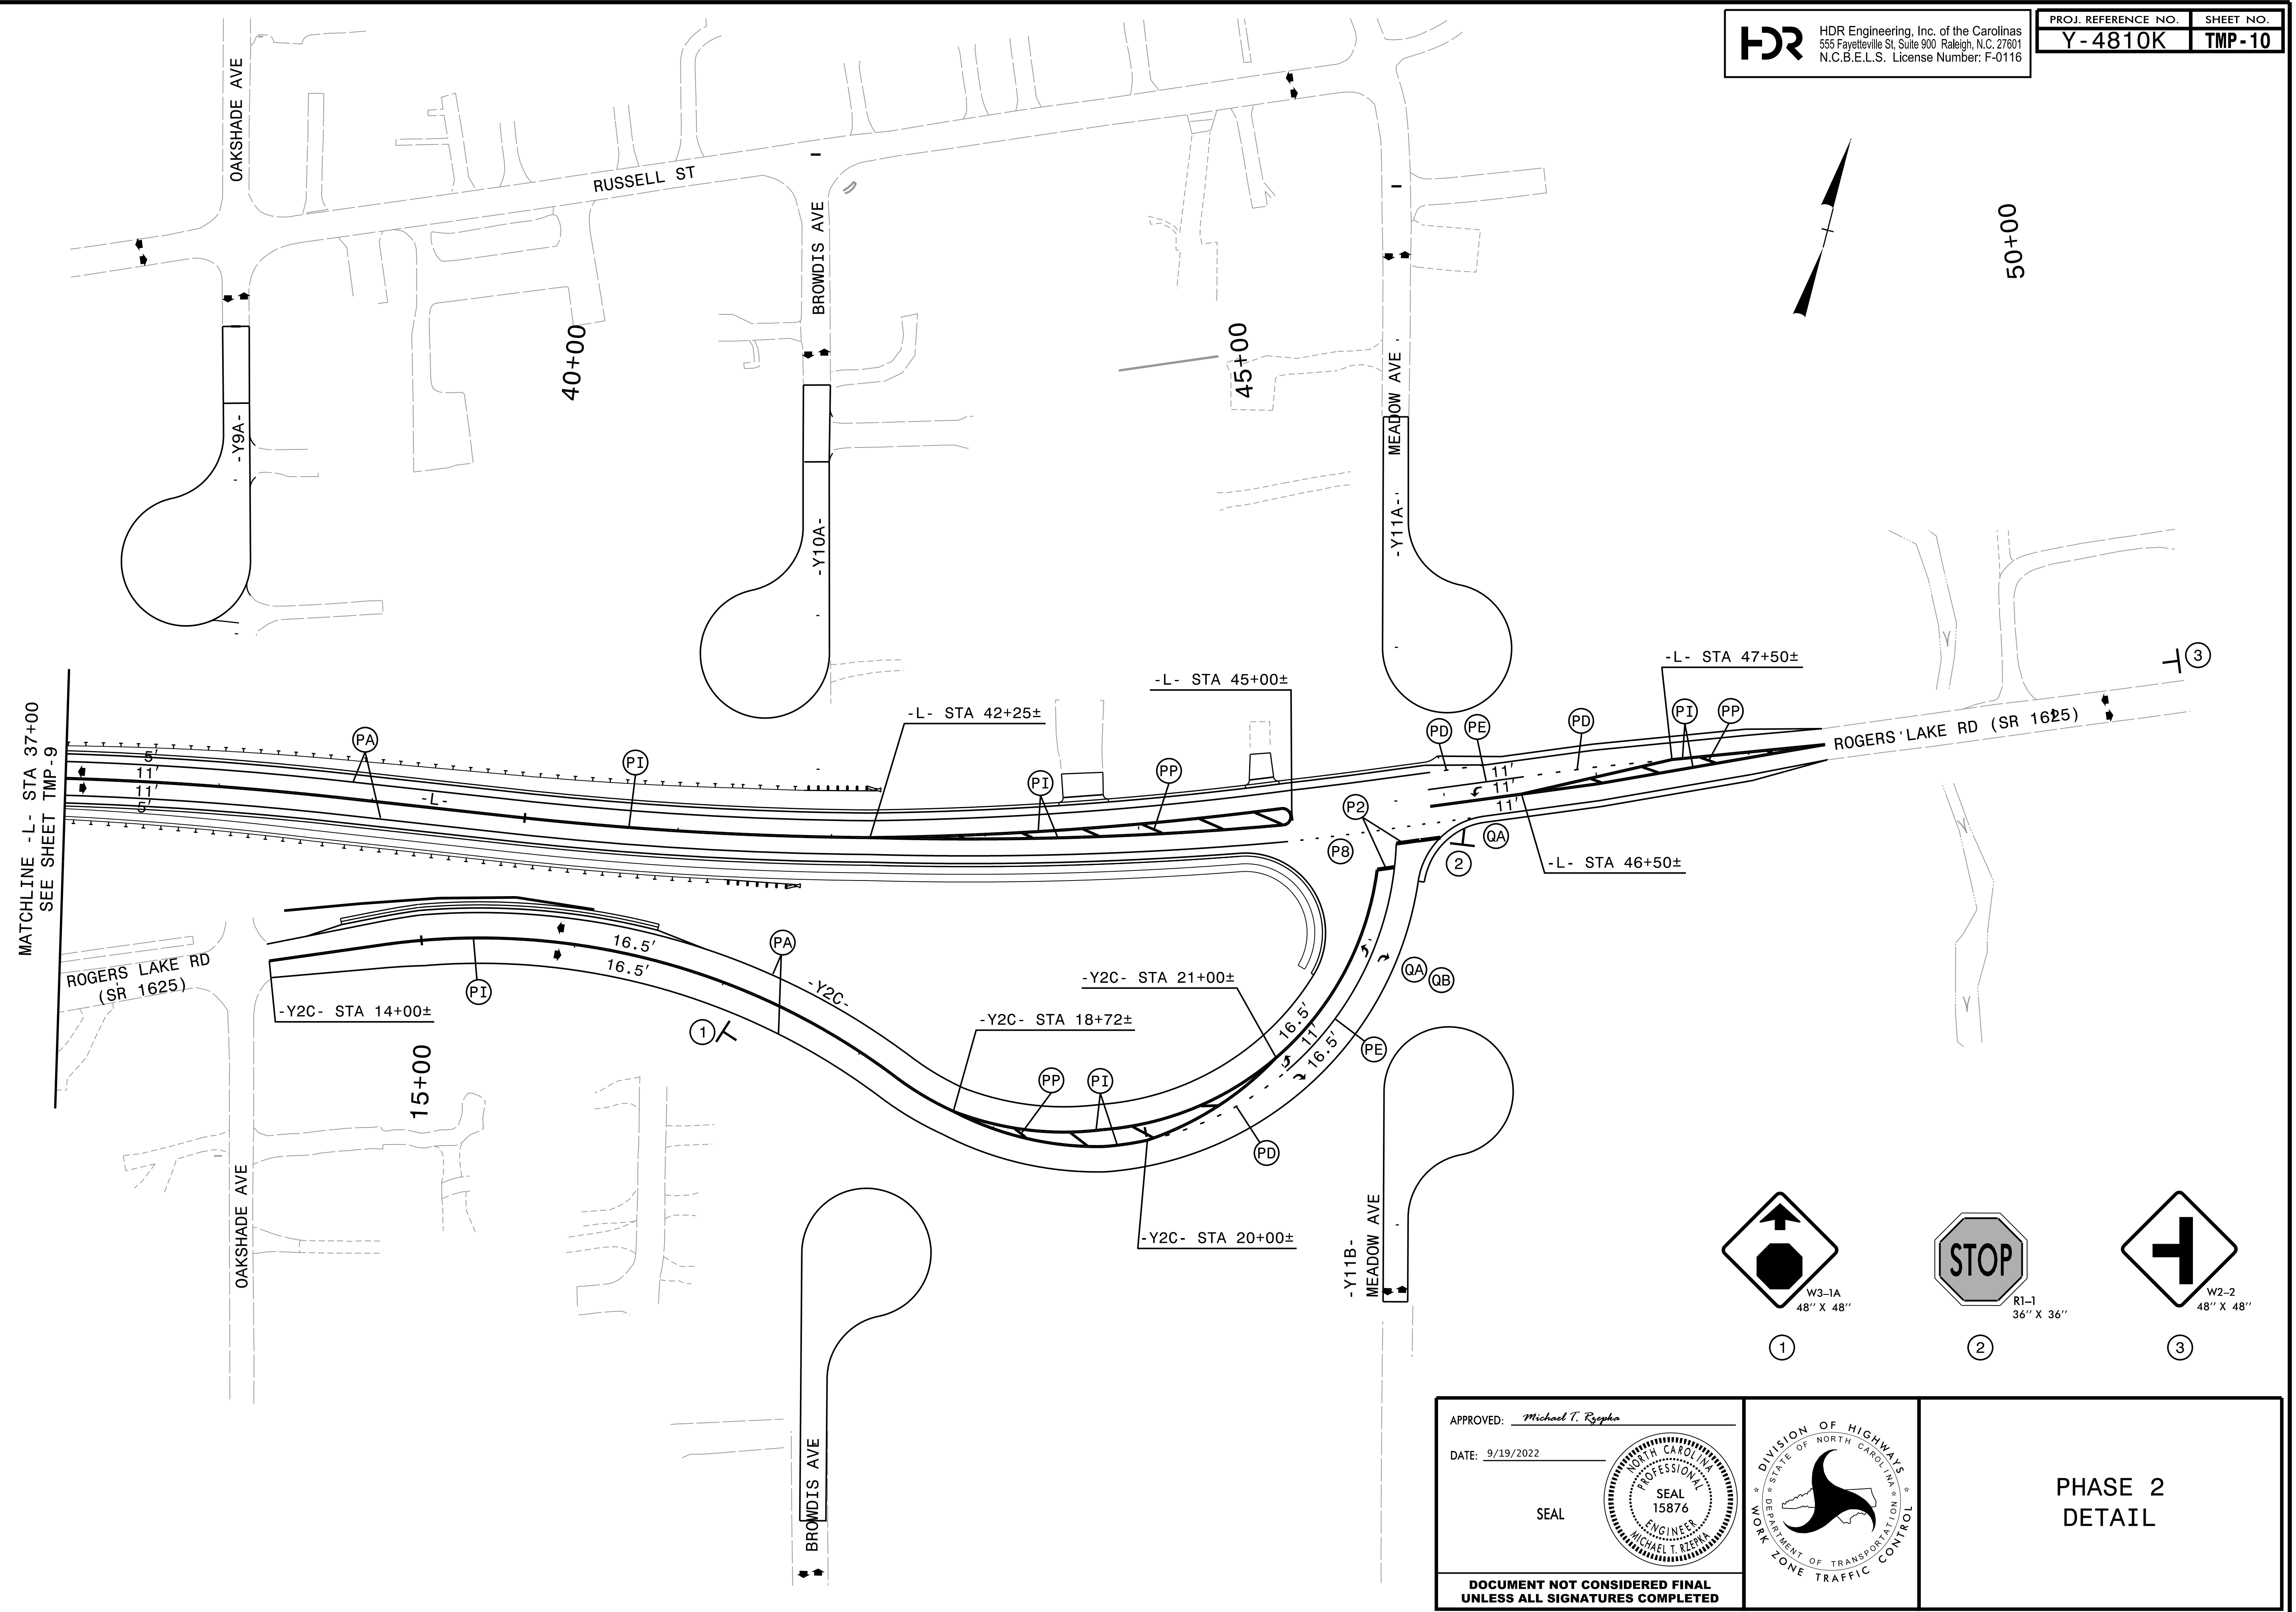 HDR
HDR Engineering, Inc. of the Carolinas
555 Fayetteville St, Suite 900 Raleigh, N.C. 27601
N.C.B.E.L.S. License Number: F-0116
PROJ. REFERENCE NO.
SHEET NO.
Y-4810K
TMP-10
OAKSHADE AVE
RUSSELL ST
BROWDIS AVE
MEADOW AVE
50+00
40+00
45+00
-Y9A-
-Y10A-
-Y11A-
MATCHLINE -L- STA 37+00
SEE SHEET TMP-9
5'
11'
11'
5'
PA
-L-
PI
-L- STA 42+25±
PI
PP
-L- STA 45+00±
PD
PE
PD
-L- STA 47+50±
PI
PP
3
11'
11'
11'
ROGERS LAKE RD (SR 1625)
P2
P8
QA
2
-L- STA 46+50±
ROGERS LAKE RD
(SR 1625)
-Y2C- STA 14+00±
PI
16.5'
16.5'
PA
-Y2C-
1
-Y2C- STA 18+72±
-Y2C- STA 21+00±
QA
QB
16.5'
11'
16.5'
PE
PP
PI
PD
-Y2C- STA 20+00±
15+00
OAKSHADE AVE
BROWDIS AVE
-Y11B-
MEADOW AVE
W3-1A
48'' X 48''
1
STOP
R1-1
36'' X 36''
2
W2-2
48'' X 48''
3
APPROVED: Michael T. Rzepka
DATE: 9/19/2022
SEAL
NORTH CAROLINA
PROFESSIONAL
SEAL
15876
ENGINEER
MICHAEL T. RZEPKA
DOCUMENT NOT CONSIDERED FINAL
UNLESS ALL SIGNATURES COMPLETED
DIVISION OF HIGHWAYS
STATE OF NORTH CAROLINA
DEPARTMENT OF TRANSPORTATION
WORK ZONE TRAFFIC CONTROL
PHASE 2
DETAIL